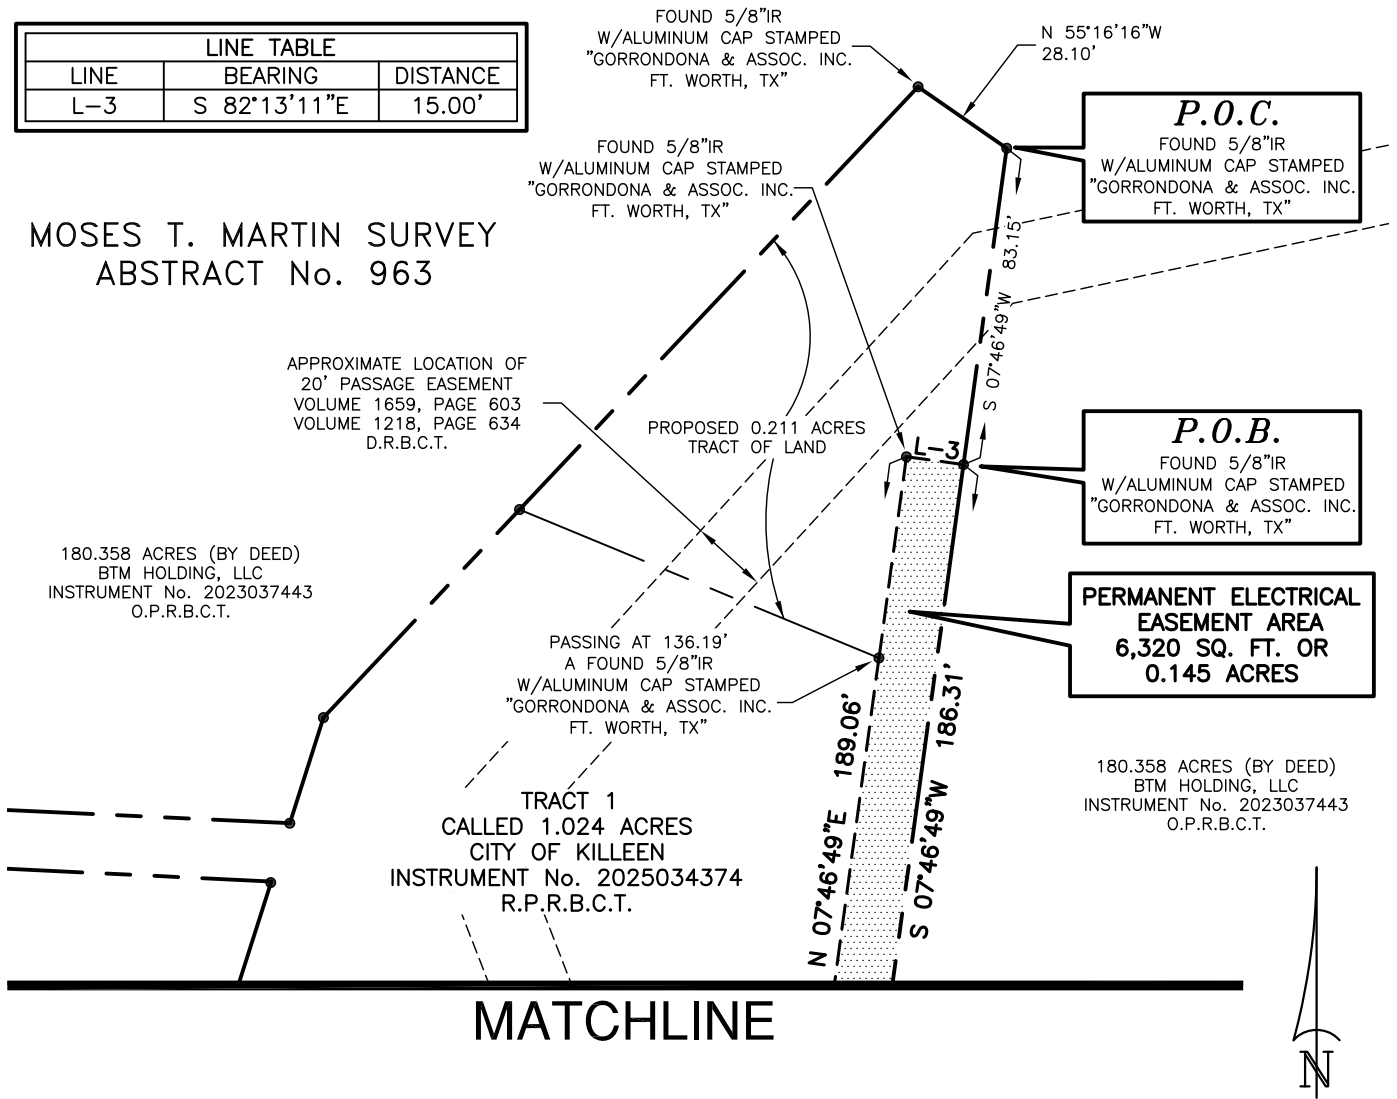 LINE TABLE
LINE BEARING DISTANCE
L-3 S 82°13'11"E 15.00'
FOUND 5/8"IR
W/ALUMINUM CAP STAMPED
"GORRONDONA & ASSOC. INC.
FT. WORTH, TX"
N 55°16'16"W
28.10'
P.O.C.
FOUND 5/8"IR
W/ALUMINUM CAP STAMPED
"GORRONDONA & ASSOC. INC.
FT. WORTH, TX"
FOUND 5/8"IR
W/ALUMINUM CAP STAMPED
"GORRONDONA & ASSOC. INC.
FT. WORTH, TX"
MOSES T. MARTIN SURVEY
ABSTRACT No. 963
S 07°46'49"W 83.15'
APPROXIMATE LOCATION OF
20' PASSAGE EASEMENT
VOLUME 1659, PAGE 603
VOLUME 1218, PAGE 634
D.R.B.C.T.
PROPOSED 0.211 ACRES
TRACT OF LAND
L-3
P.O.B.
FOUND 5/8"IR
W/ALUMINUM CAP STAMPED
"GORRONDONA & ASSOC. INC.
FT. WORTH, TX"
180.358 ACRES (BY DEED)
BTM HOLDING, LLC
INSTRUMENT No. 2023037443
O.P.R.B.C.T.
PERMANENT ELECTRICAL
EASEMENT AREA
6,320 SQ. FT. OR
0.145 ACRES
PASSING AT 136.19'
A FOUND 5/8"IR
W/ALUMINUM CAP STAMPED
"GORRONDONA & ASSOC. INC.
FT. WORTH, TX"
N 07°46'49"E 189.06'
S 07°46'49"W 186.31'
180.358 ACRES (BY DEED)
BTM HOLDING, LLC
INSTRUMENT No. 2023037443
O.P.R.B.C.T.
TRACT 1
CALLED 1.024 ACRES
CITY OF KILLEEN
INSTRUMENT No. 2025034374
R.P.R.B.C.T.
MATCHLINE
N